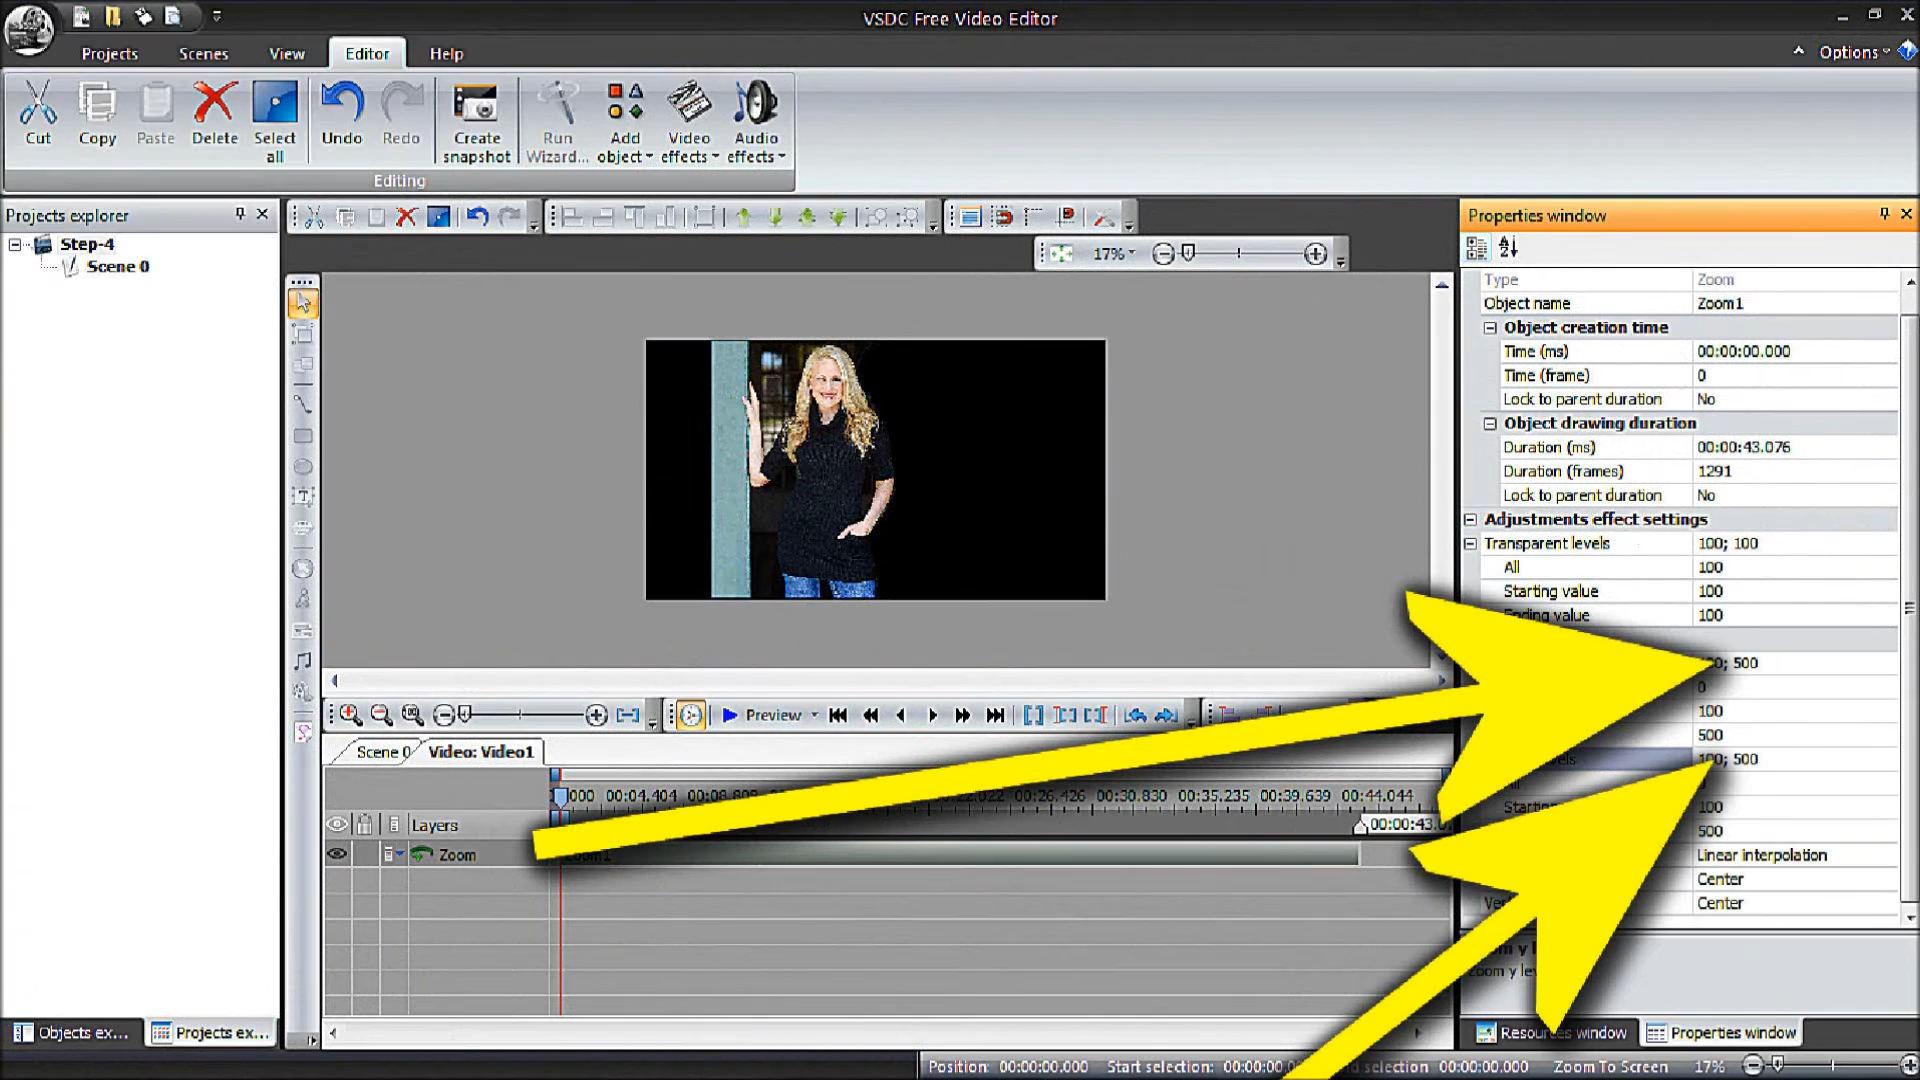 VSDC Free Video Editor
Projects Scenes View Editor Help
Options
Cut Copy Paste Delete Select all Undo Redo Create snapshot Run Wizard... Add object Video effects Audio effects
Editing
Projects explorer
Step-4
Scene 0
17%
Properties window
Type Zoom
Object name Zoom1
Object creation time
Time (ms) 00:00:00.000
Time (frame) 0
Lock to parent duration No
Object drawing duration
Duration (ms) 00:00:43.076
Duration (frames) 1291
Lock to parent duration No
Adjustments effect settings
Transparent levels 100; 100
All 100
Starting value 100
Ending value 100
; 500
0
100
500
; 500
100
500
Linear interpolation
Center
Center
Preview
Scene 0 Video: Video1
000 00:04.404 00:08.809 00:26.426 00:30.830 00:35.235 00:39.639 00:44.044
Layers 00:00:43.0
Zoom
Objects ex... Projects ex...
Resources window Properties window
Position: 00:00:00.000 Start selection: 00:00:00.0 selection 00:00:00.000 Zoom To Screen 17%